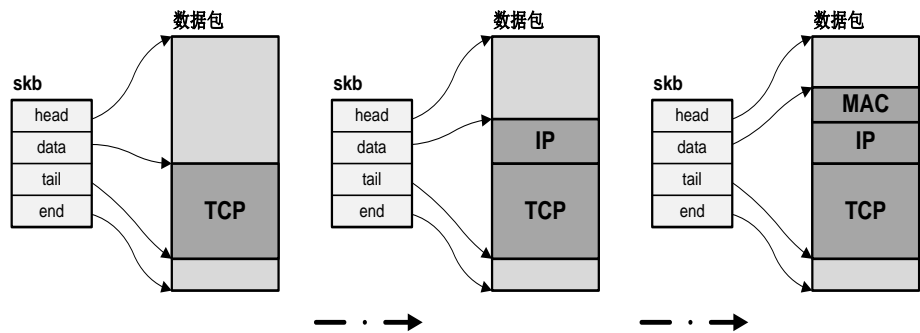 数据包
skb
head
data
tail
end
TCP
数据包
skb
head
data
tail
end
IP
TCP
数据包
skb
head
data
tail
end
MAC
IP
TCP